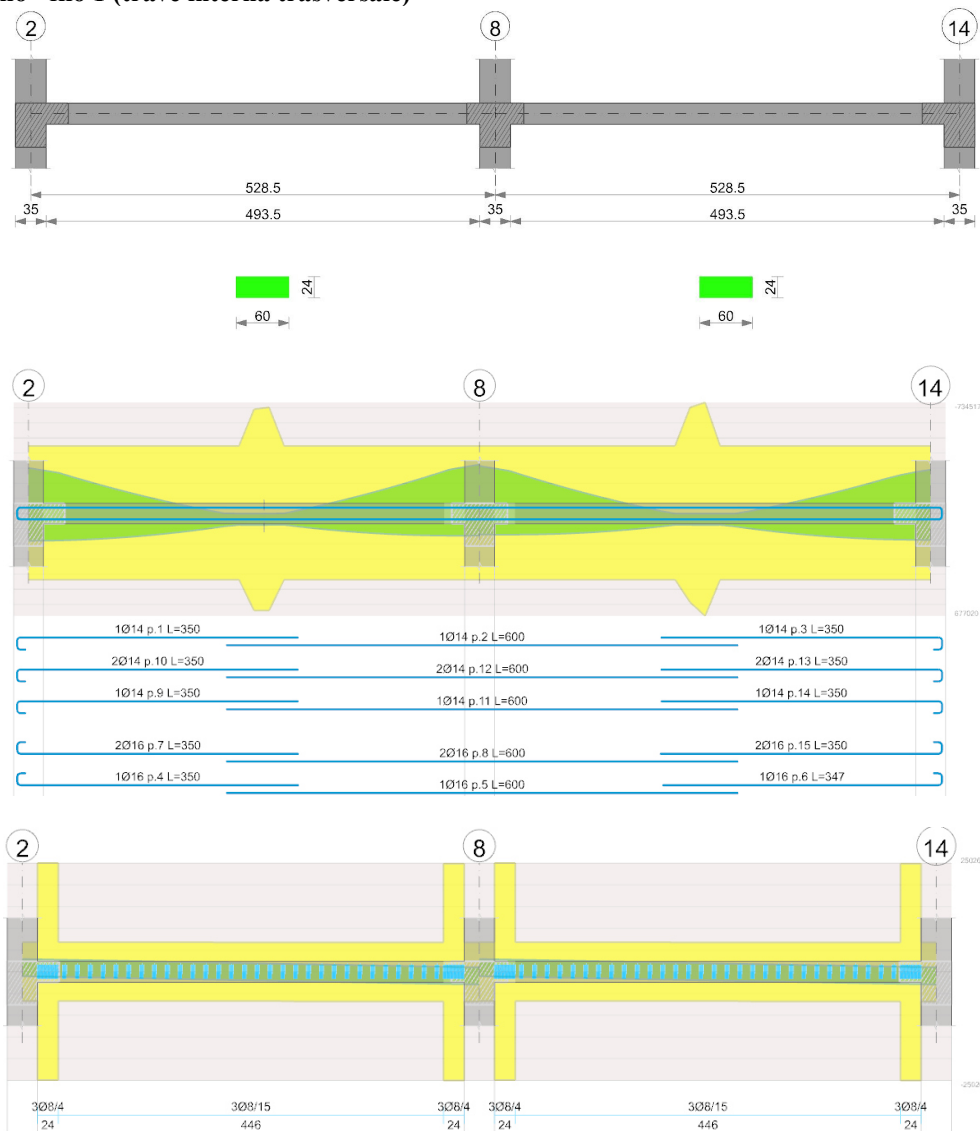 (trave interna trasversale)
2 8 14
528.5 528.5
35 493.5 35 493.5 35
24 24
60 60
2 8 14
677020
1Ø14 p.1 L=350 1Ø14 p.2 L=600 1Ø14 p.3 L=350
2Ø14 p.10 L=350 2Ø14 p.12 L=600 2Ø14 p.13 L=350
1Ø14 p.9 L=350 1Ø14 p.11 L=600 1Ø14 p.14 L=350
2Ø16 p.7 L=350 2Ø16 p.8 L=600 2Ø16 p.15 L=350
1Ø16 p.4 L=350 1Ø16 p.5 L=600 1Ø16 p.6 L=347
2 8 14
3Ø8/4 3Ø8/15 3Ø8/4 3Ø8/4 3Ø8/15 3Ø8/4
24 446 24 24 446 24